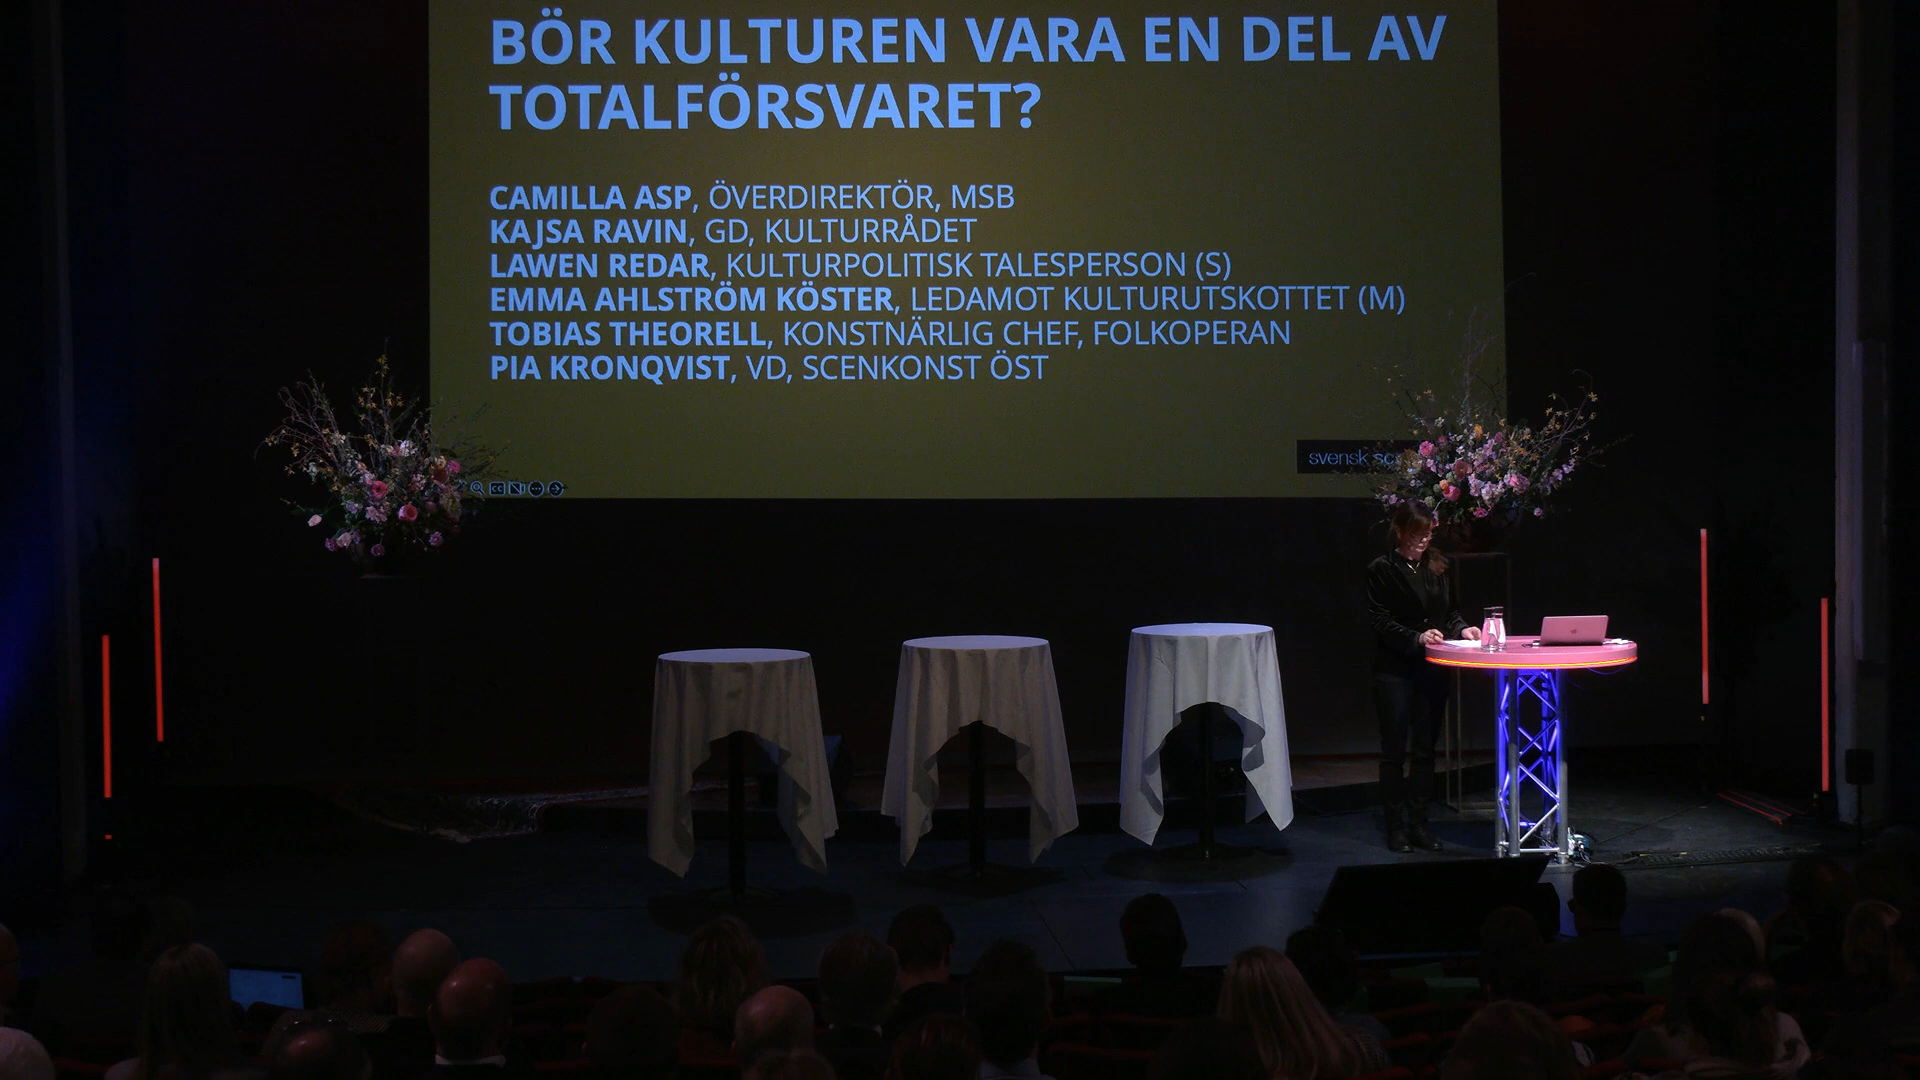 BÖR KULTUREN VARA EN DEL AV
TOTALFÖRSVARET?
CAMILLA ASP, ÖVERDIREKTÖR, MSB
KAJSA RAVIN, GD, KULTURRÅDET
LAWEN REDAR, KULTURPOLITISK TALESPERSON (S)
EMMA AHLSTRÖM KÖSTER, LEDAMOT KULTURUTSKOTTET (M)
TOBIAS THEORELL, KONSTNÄRLIG CHEF, FOLKOPERAN
PIA KRONQVIST, VD, SCENKONST ÖST
svensk